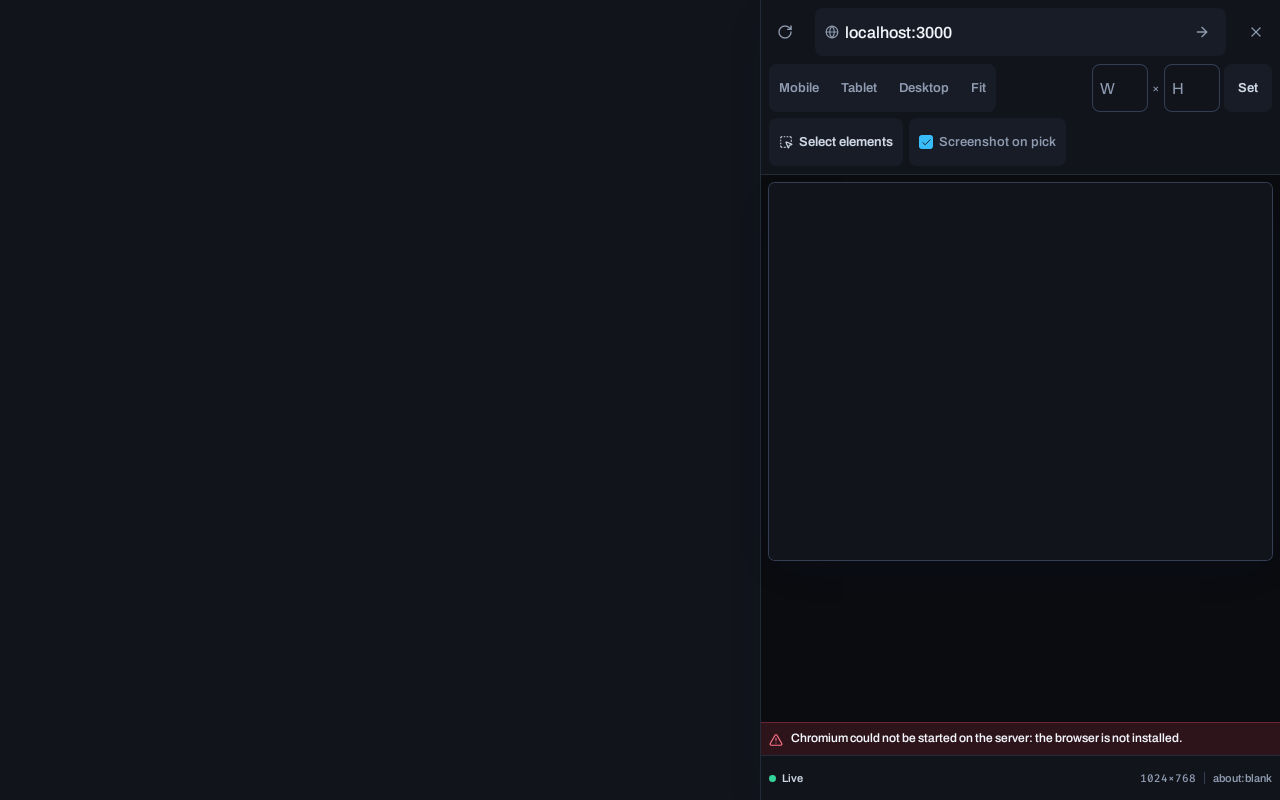 localhost:3000
Mobile Tablet Desktop Fit W × H Set
Select elements Screenshot on pick
Chromium could not be started on the server: the browser is not installed.
Live 1024×768 about:blank